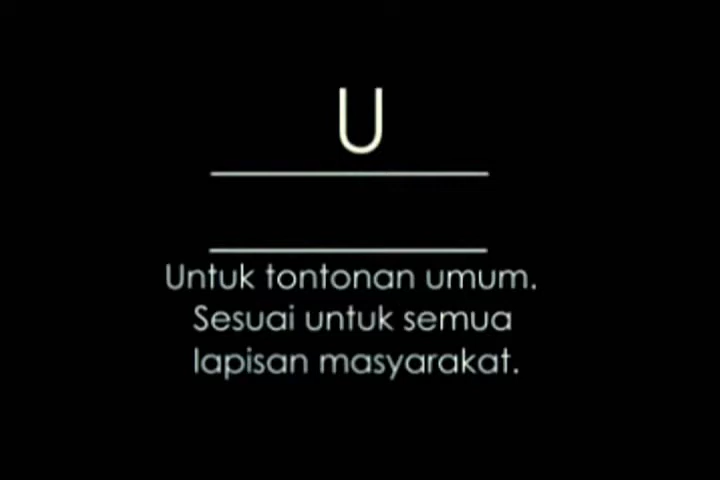 U
Untuk tontonan umum.
Sesuai untuk semua
lapisan masyarakat.